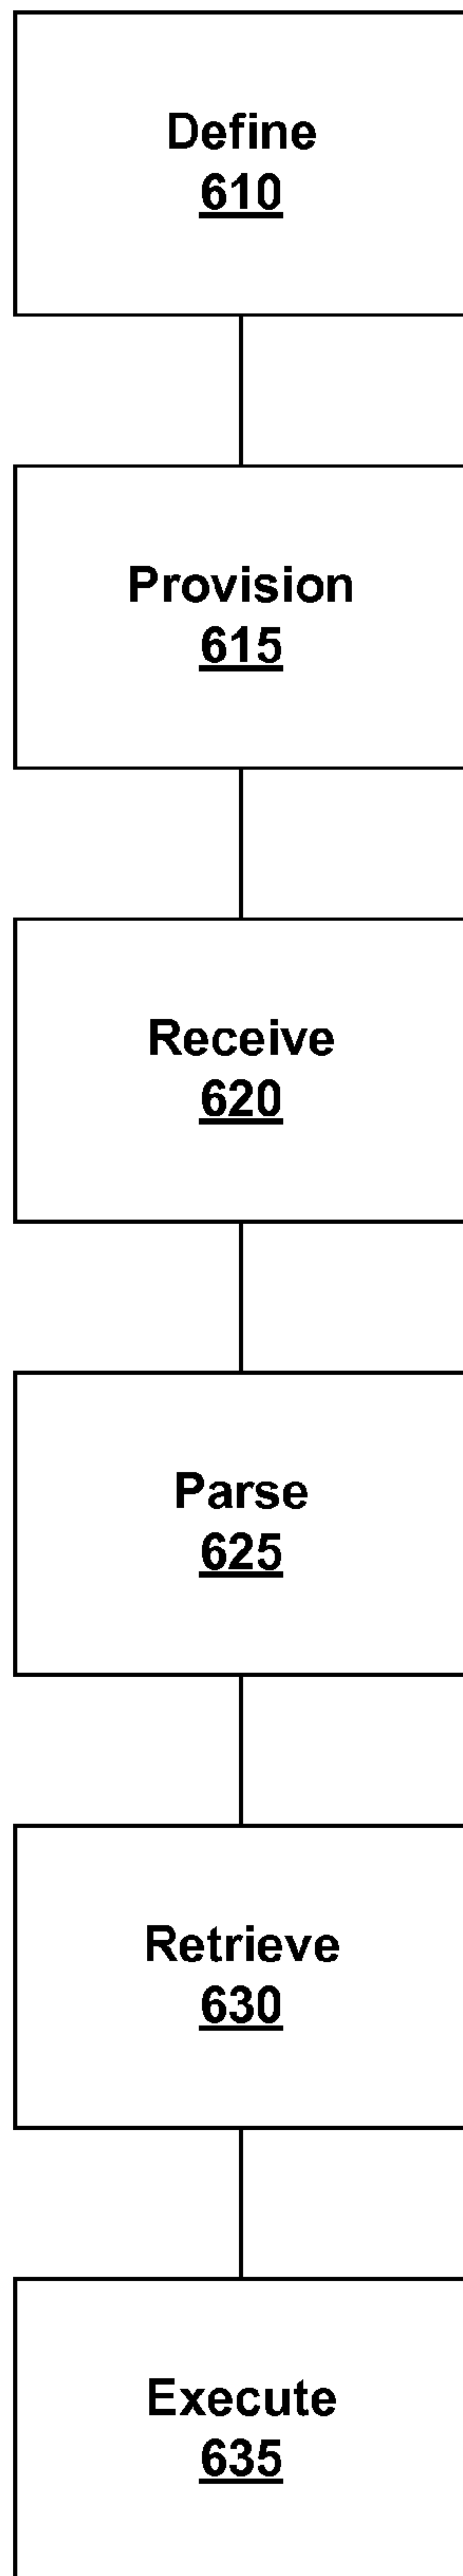 Define
610
Provision
615
Receive
620
Parse
625
Retrieve
630
Execute
635